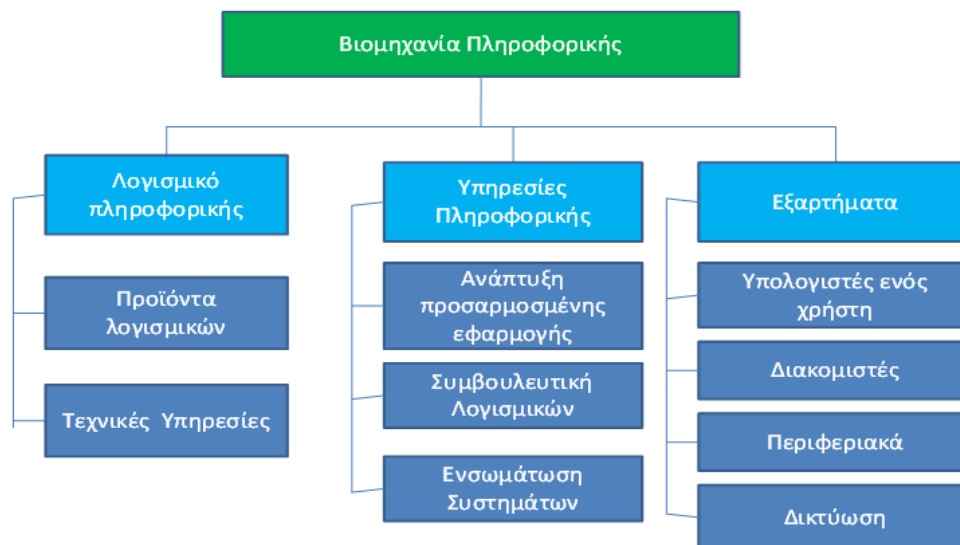 Βιομηχανία Πληροφορικής
Λογισμικό
πληροφορικής
Προϊόντα
λογισμικών
Τεχνικές Υπηρεσίες
Υπηρεσίες
Πληροφορικής
Ανάπτυξη
προσαρμοσμένης
εφαρμογής
Συμβουλευτική
Λογισμικών
Ενσωμάτωση
Συστημάτων
Εξαρτήματα
Υπολογιστές ενός
χρήστη
Διακομιστές
Περιφεριακά
Δικτύωση